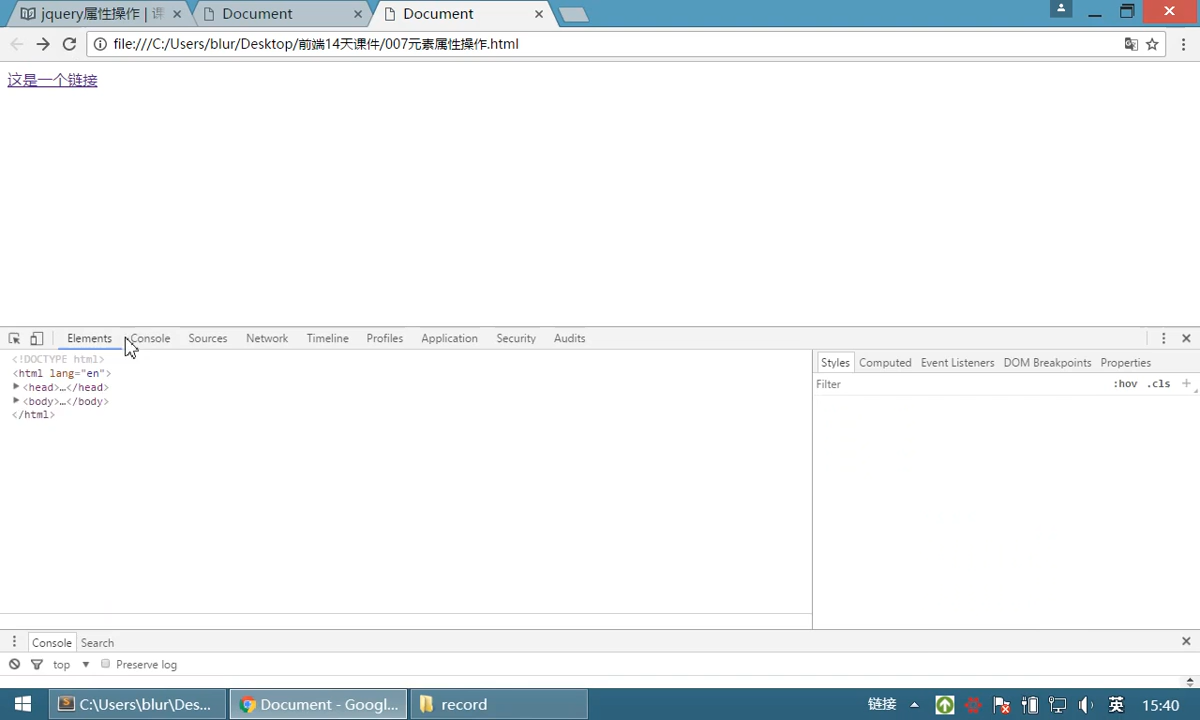 jquery属性操作 | 课
Document
Document
file:///C:/Users/blur/Desktop/前端14天课件/007元素属性操作.html
这是一个链接
Elements Console Sources Network Timeline Profiles Application Security Audits
<!DOCTYPE html>
<html lang="en">
<head>…</head>
<body>…</body>
</html>
Styles Computed Event Listeners DOM Breakpoints Properties
Filter :hov .cls +
Console Search
top Preserve log
C:\Users\blur\Des... Document - Googl... record 链接 英 15:40